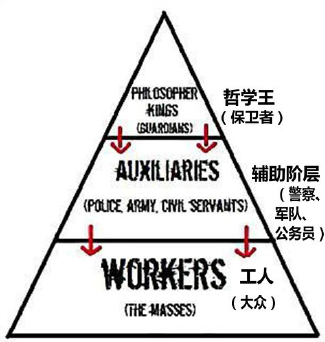 PHILOSOPHER
KINGS
(GUARDIANS)
哲学王
(保卫者)
AUXILIARIES
(POLICE, ARMY, CIVIL SERVANTS)
辅助阶层
(警察、
军队、
公务员)
WORKERS
(THE MASSES)
工人
(大众)